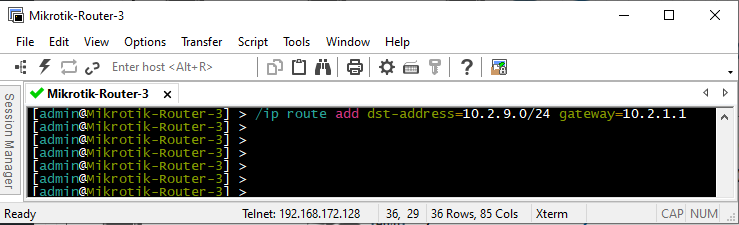 Mikrotik-Router-3
File Edit View Options Transfer Script Tools Window Help
Enter host <Alt+R>
Mikrotik-Router-3
Session Manager
[admin@Mikrotik-Router-3] > /ip route add dst-address=10.2.9.0/24 gateway=10.2.1.1
[admin@Mikrotik-Router-3] >
[admin@Mikrotik-Router-3] >
[admin@Mikrotik-Router-3] >
[admin@Mikrotik-Router-3] >
[admin@Mikrotik-Router-3] >
[admin@Mikrotik-Router-3] >
Ready Telnet: 192.168.172.128 36, 29 36 Rows, 85 Cols Xterm CAP NUM